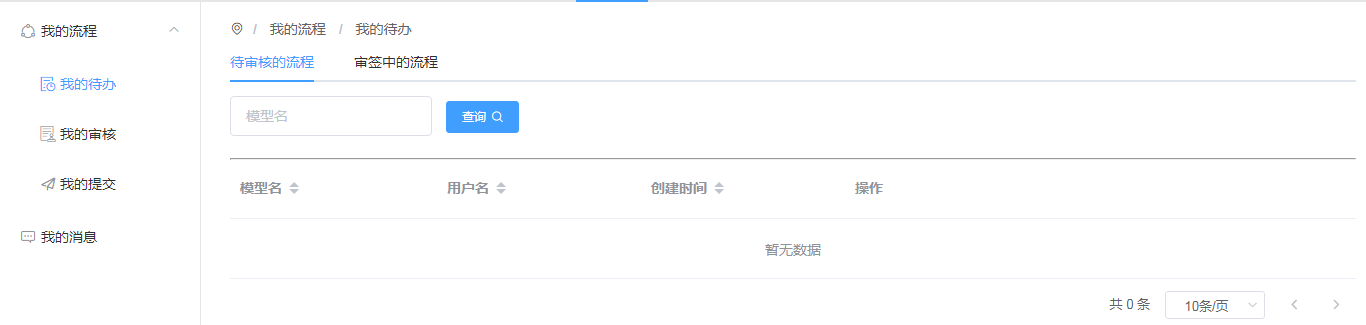 我的流程
我的待办
我的审核
我的提交
我的消息
/ 我的流程 / 我的待办
待审核的流程 审签中的流程
模型名 查询
模型名 用户名 创建时间 操作
暂无数据
共 0 条 10条/页